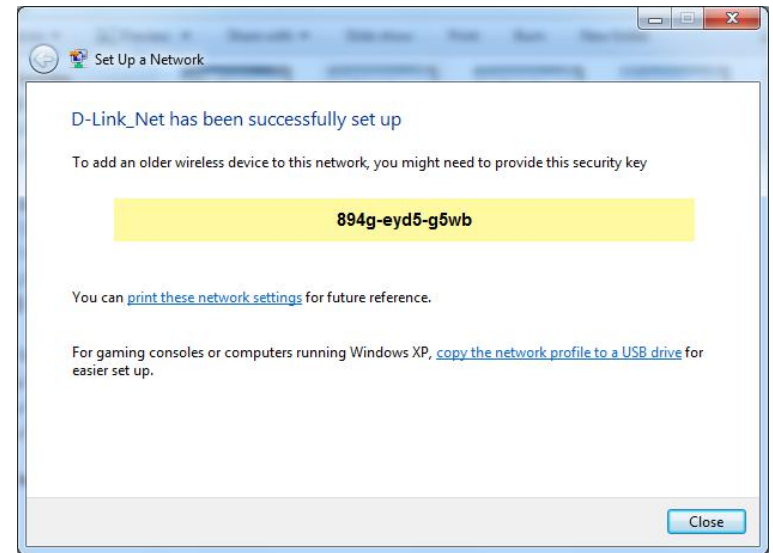 Set Up a Network
D-Link_Net has been successfully set up
To add an older wireless device to this network, you might need to provide this security key
894g-eyd5-g5wb
You can print these network settings for future reference.
For gaming consoles or computers running Windows XP, copy the network profile to a USB drive for
easier set up.
Close